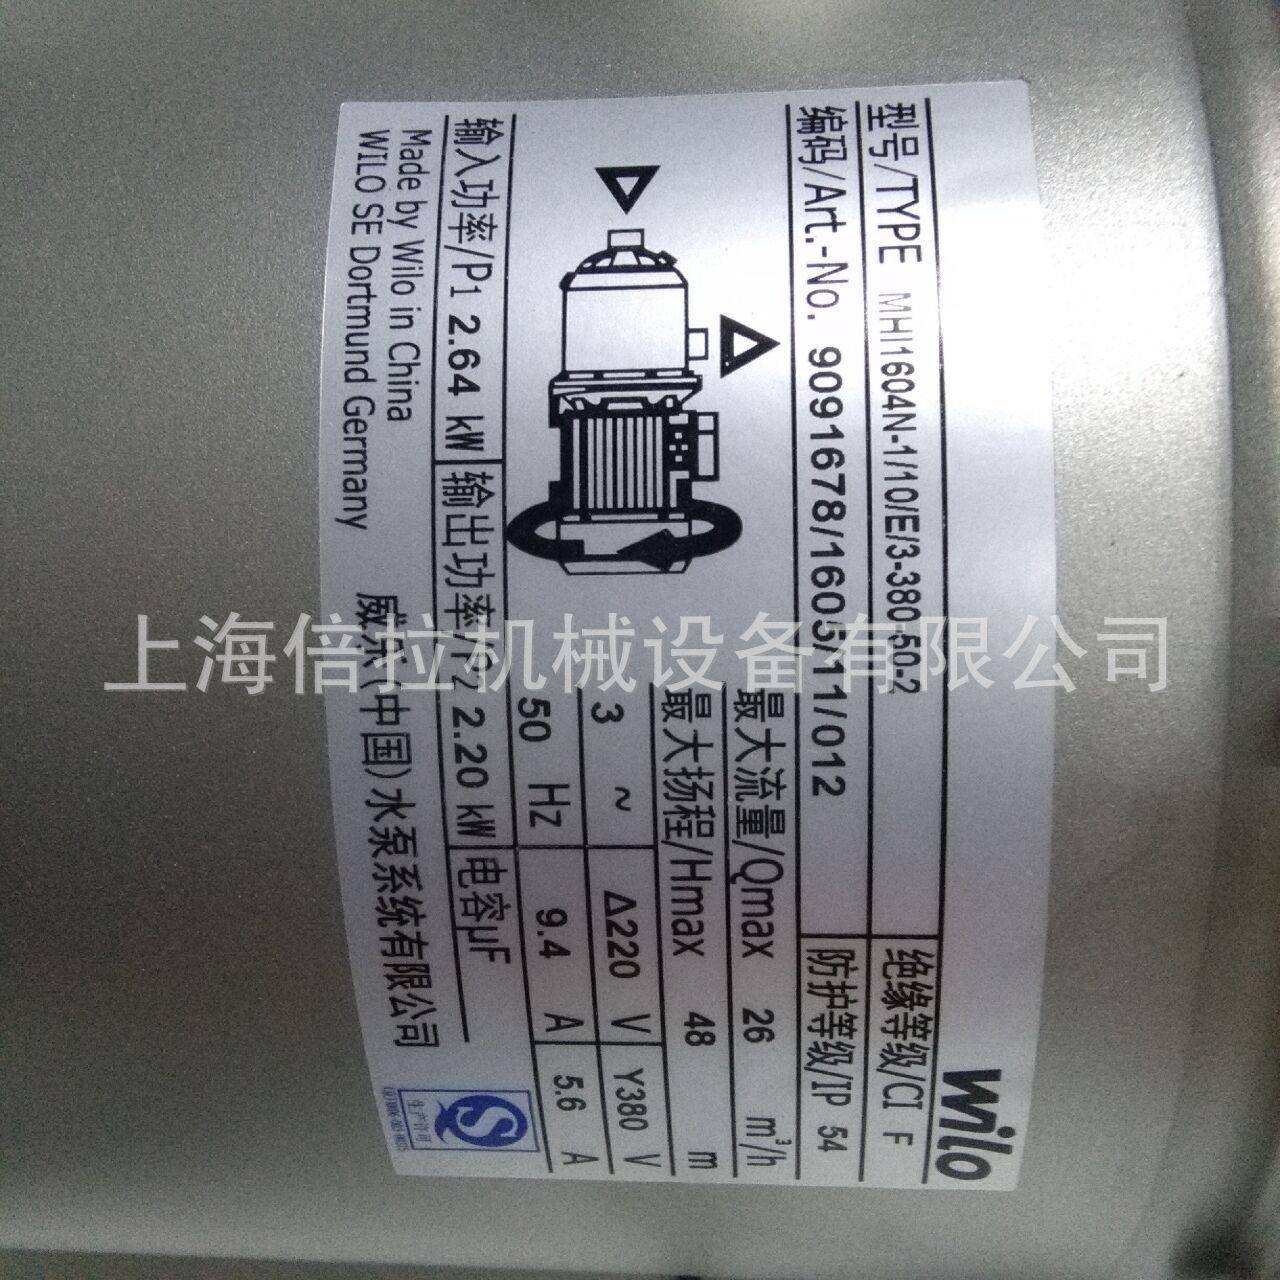 wilo
型号/TYPE MHI1604N-1/10/E/3-380-50-2 绝缘等级/CI F
编码/Art.-No. 9091678/1605/11/012 防护等级/IP 54
最大流量/Qmax 26 m³/h
最大扬程/Hmax 48 m
3 ~ Δ220 V Y380 V
50 Hz 9.4 A 5.6 A
输入功率/P1 2.64 kW 输出功率/P2 2.20 kW 电容μF
Made by Wilo in China
WILO SE Dortmund Germany
威乐(中国)水泵系统有限公司
生产许可
上海倍拉机械设备有限公司